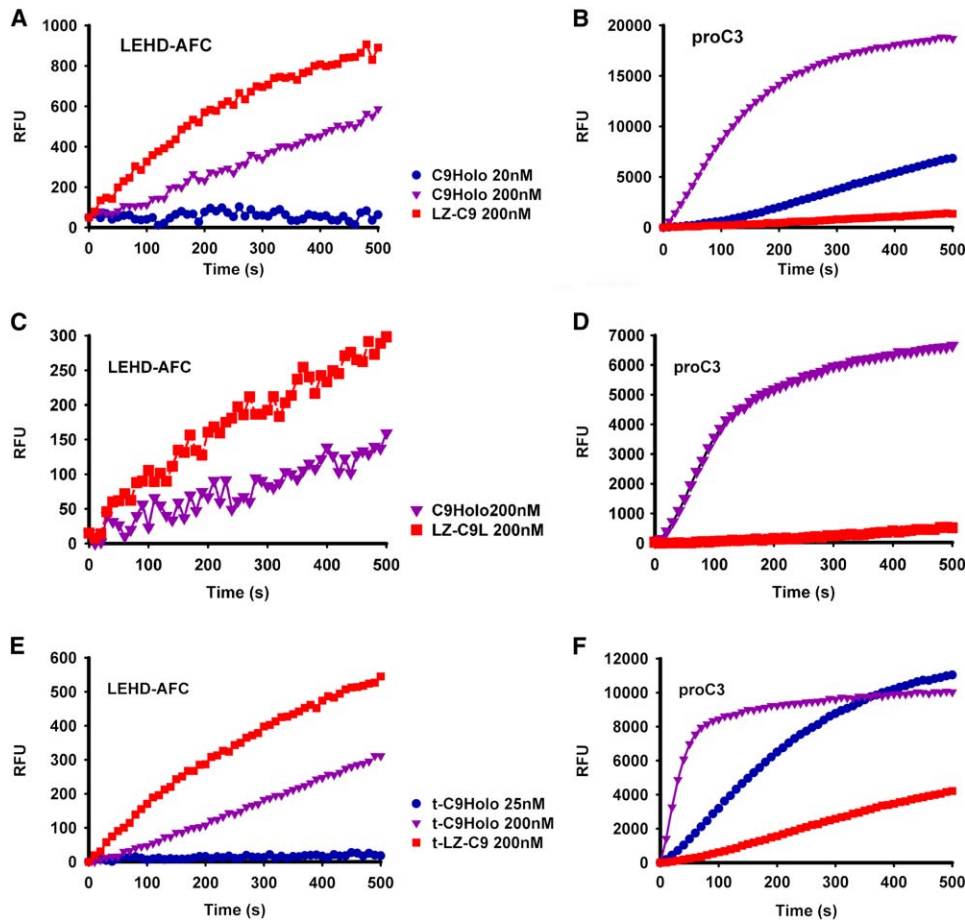 A
LEHD-AFC
RFU
1000
800
600
400
200
0
0 100 200 300 400 500
Time (s)
C9Holo 20nM
C9Holo 200nM
LZ-C9 200nM
B
proC3
RFU
20000
15000
10000
5000
0
0 100 200 300 400 500
Time (s)
C
LEHD-AFC
RFU
300
250
200
150
100
50
0
0 100 200 300 400 500
Time (s)
C9Holo200nM
LZ-C9L 200nM
D
proC3
RFU
7000
6000
5000
4000
3000
2000
1000
0
0 100 200 300 400 500
Time (s)
E
LEHD-AFC
RFU
600
500
400
300
200
100
0
0 100 200 300 400 500
Time (s)
t-C9Holo 25nM
t-C9Holo 200nM
t-LZ-C9 200nM
F
proC3
RFU
12000
10000
8000
6000
4000
2000
0
0 100 200 300 400 500
Time (s)